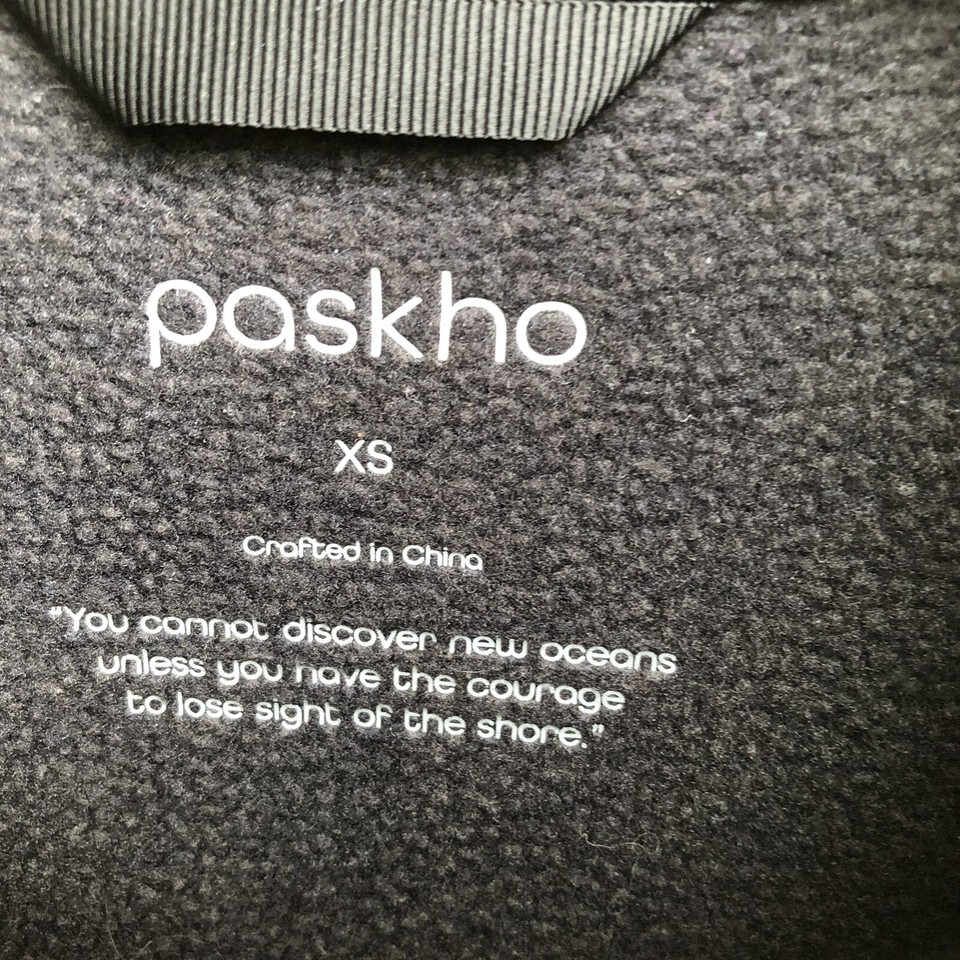 paskho
XS
Crafted in China
"You cannot discover new oceans
unless you have the courage
to lose sight of the shore."